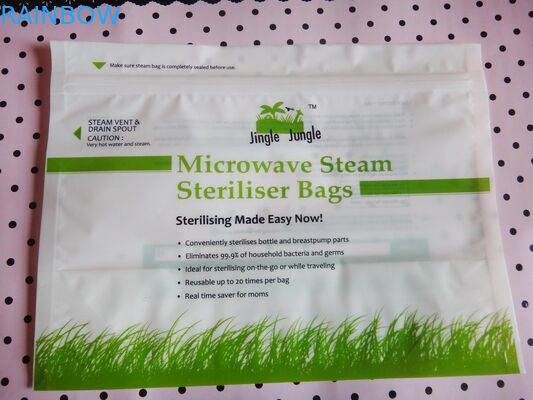 RAINBOW
Make sure steam bag is completely sealed before use.
STEAM VENT &
DRAIN SPOUT
CAUTION :
Very hot water and steam.
TM
Jingle Jungle
Microwave Steam
Steriliser Bags
Sterilising Made Easy Now!
• Conveniently sterilises bottle and breastpump parts
• Eliminates 99.9% of household bacteria and germs
• Ideal for sterilising on-the-go or while traveling
• Reusable up to 20 times per bag
• Real time saver for moms